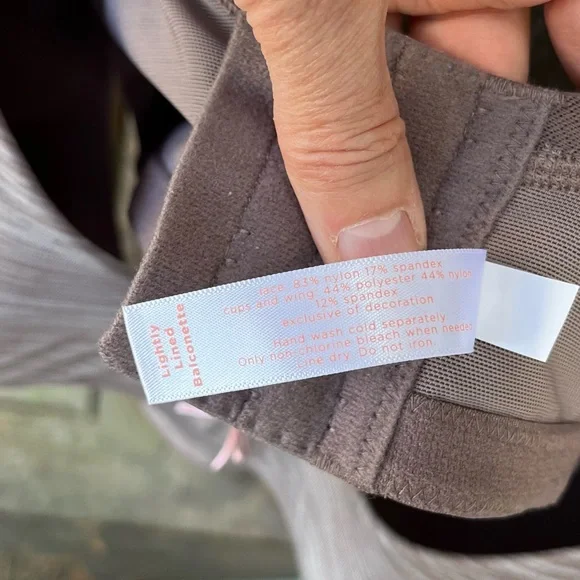 Lightly
Lined
Balconette
lace: 83% nylon 17% spandex
cups and wing: 44% polyester 44% nylon
12% spandex
exclusive of decoration
Hand wash cold separately
Only non-chlorine bleach when needed
Line dry. Do not iron.